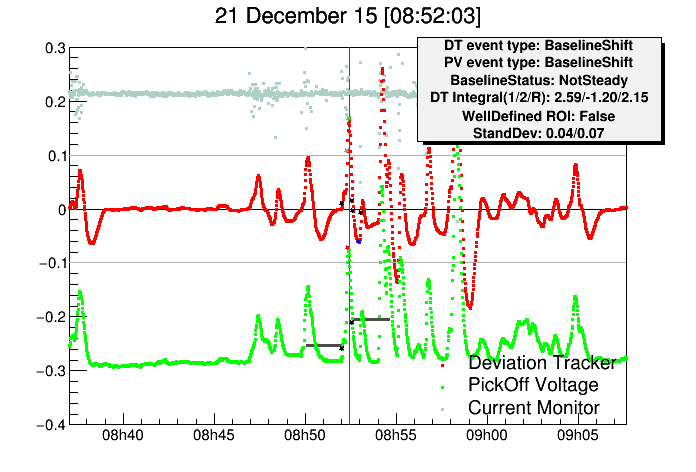 21 December 15 [08:52:03]
DT event type: BaselineShift
PV event type: BaselineShift
BaselineStatus: NotSteady
DT Integral(1/2/R): 2.59/-1.20/2.15
WellDefined ROI: False
StandDev: 0.04/0.07
0.3
0.2
0.1
0
−0.1
−0.2
−0.3
−0.4
Deviation Tracker
PickOff Voltage
Current Monitor
08h40 08h45 08h50 08h55 09h00 09h05